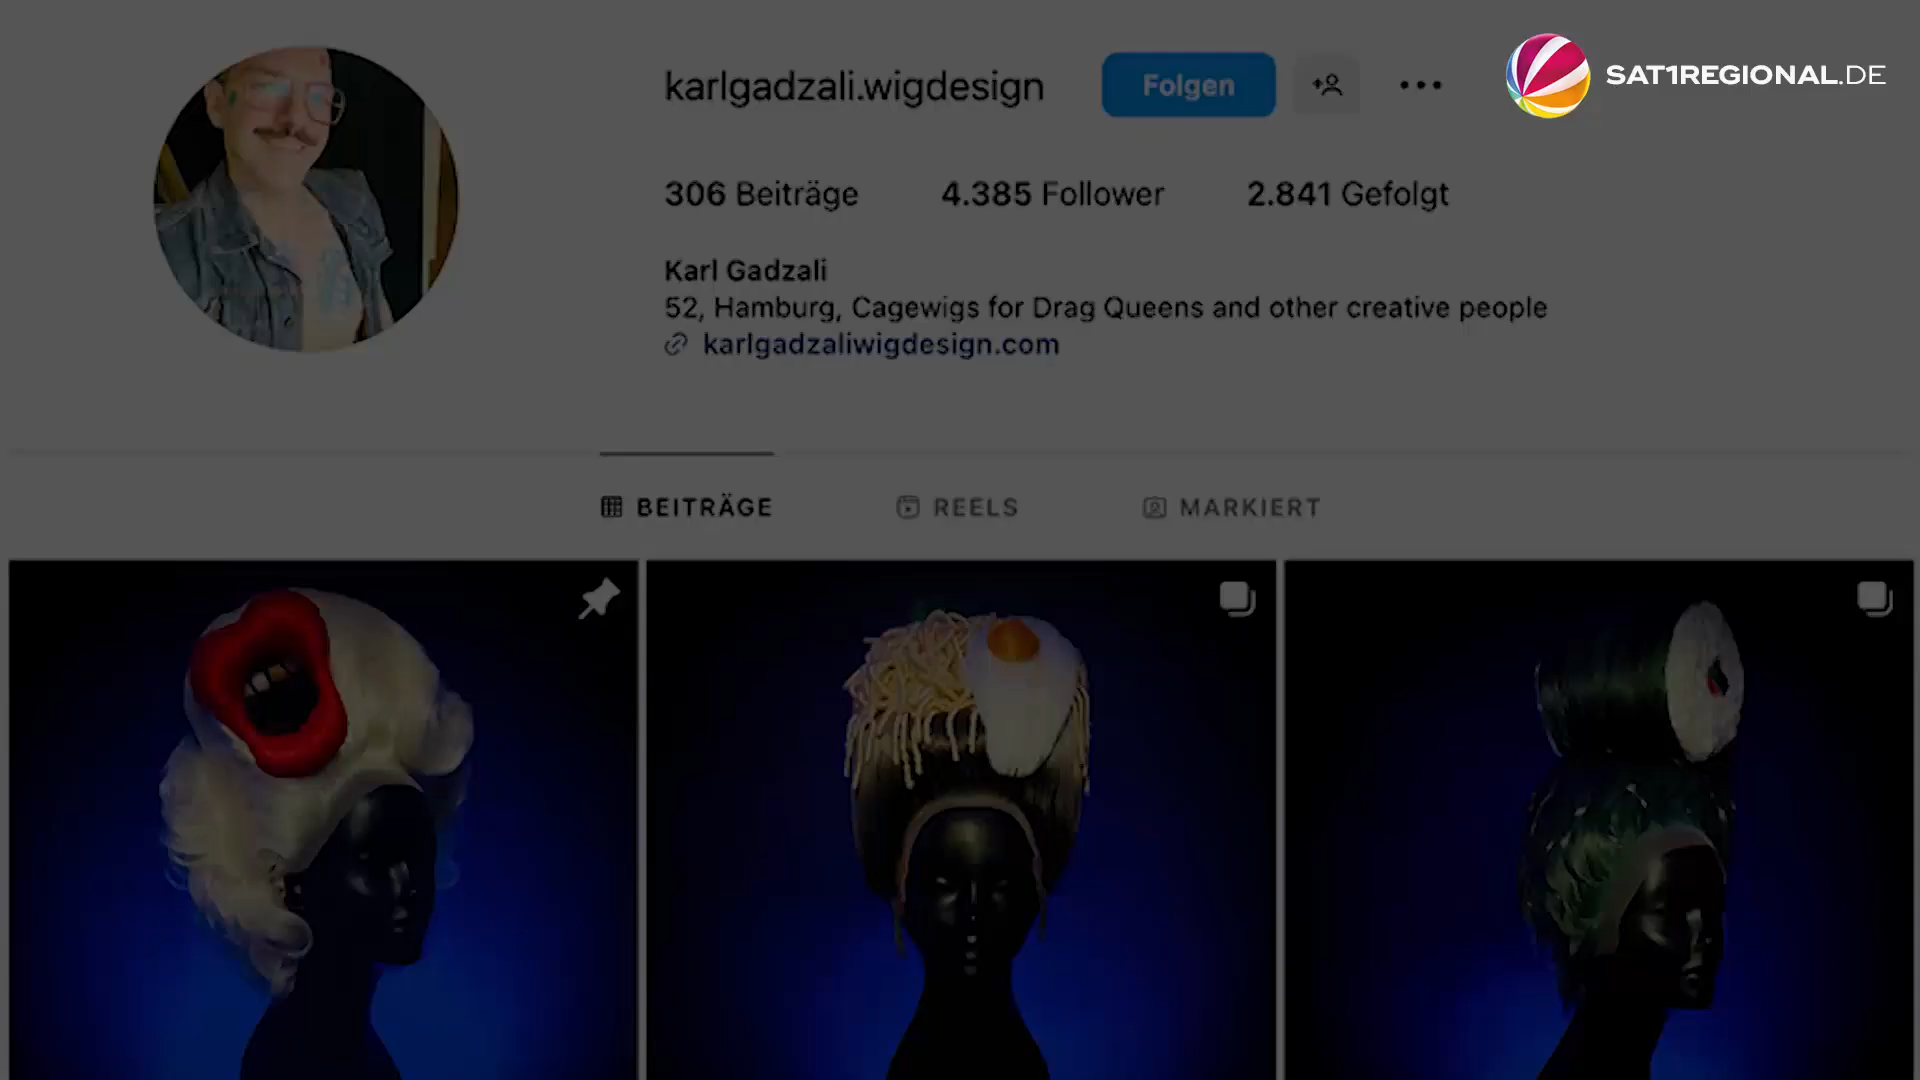 karlgadzali.wigdesign
Folgen
SAT1REGIONAL.DE
306 Beiträge
4.385 Follower
2.841 Gefolgt
Karl Gadzali
52, Hamburg, Cagewigs for Drag Queens and other creative people
karlgadzaliwigdesign.com
BEITRÄGE
REELS
MARKIERT